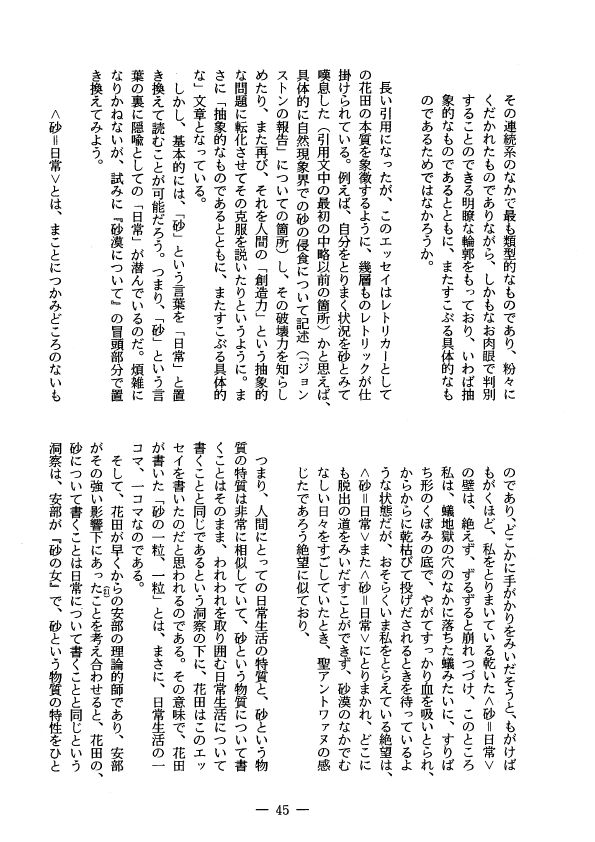 その連続系のなかで最も類型的なものであり、粉々に
くだかれたものでありながら、しかもなお肉眼で判別
することのできる明瞭な輪郭をもっており、いわば抽
象的なものであるとともに、またすこぶる具体的なも
のであるためではなかろうか。
長い引用になったが、このエッセイはレトリカーとして
の花田の本質を象徴するように、幾層ものレトリックが仕
掛けられている。例えば、自分をとりまく状況を砂とみて
嘆息した（引用文中の最初の中略以前の箇所）かと思えば、
具体的に自然現象界での砂の侵食について記述（「ジョン
ストンの報告」についての箇所）し、その破壊力を知らし
めたり、また再び、それを人間の「創造力」という抽象的
な問題に転化させてその克服を説いたりというように。ま
さに「抽象的なものであるとともに、またすこぶる具体的
な」文章となっている。
しかし、基本的には、「砂」という言葉を「日常」と置
き換えて読むことが可能だろう。つまり、「砂」という言
葉の裏に隠喩としての「日常」が潜んでいるのだ。煩雑に
なりかねないが、試みに『砂漠について』の冒頭部分で置
き換えてみよう。
＜砂＝日常＞とは、まことにつかみどころのないも
のであり、どこかに手がかりをみいだそうと、もがけば
もがくほど、私をとりまいている乾いた＜砂＝日常＞
の壁は、絶えず、ずるずると崩れつづけ、このところ
私は、蟻地獄の穴のなかに落ちた蟻みたいに、すりば
ち形のくぼみの底で、やがてすっかり血を吸いとられ、
からからに乾枯びて投げだされるときを待っているよ
うな状態だが、おそらくいま私をとらえている絶望は、
＜砂＝日常＞また＜砂＝日常＞にとりまかれ、どこに
も脱出の道をみいだすことができず、砂漠のなかでむ
なしい日々をすごしていたとき、聖アントワァヌの感
じたであろう絶望に似ており、
つまり、人間にとっての日常生活の特質と、砂という物
質の特質は非常に相似していて、砂という物質について書
くことはそのまま、われわれを取り囲む日常生活について
書くことと同じであるという洞察の下に、花田はこのエッ
セイを書いたのだと思われるのである。その意味で、花田
が書いた「砂の一粒、一粒」とは、まさに、日常生活の一
コマ、一コマなのである。
そして、花田が早くからの安部の理論的師であり、安部
がその強い影響下にあったことを考え合わせると、花田の、
砂について書くことは日常について書くことと同じという
洞察は、安部が『砂の女』で、砂という物質の特性をひと
— 45 —